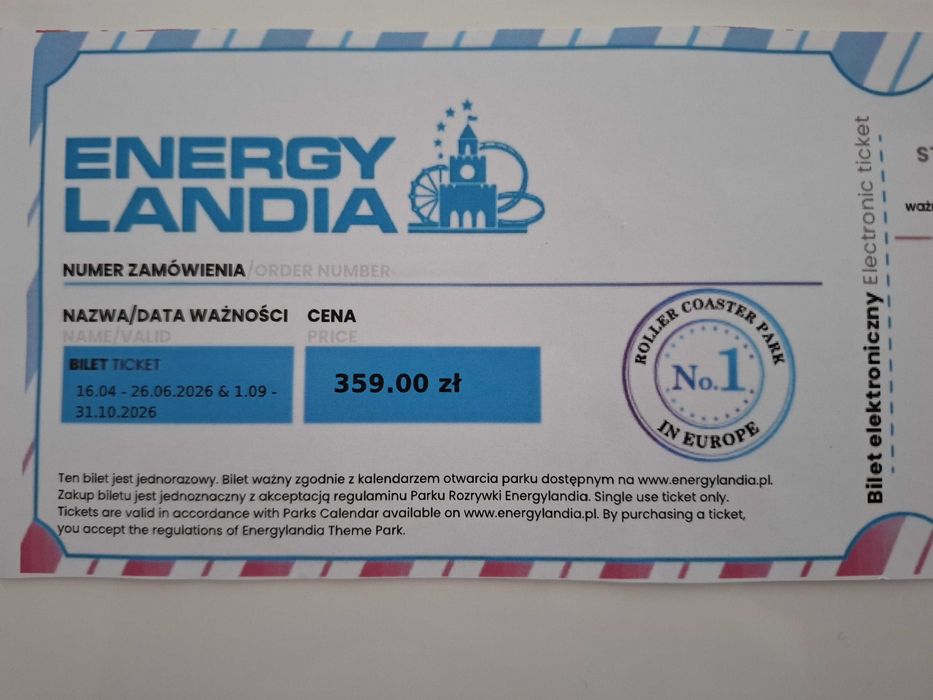 ENERGY
LANDIA
NUMER ZAMÓWIENIA/ORDER NUMBER
NAZWA/DATA WAŻNOŚCI
NAME/VALID
CENA
PRICE
BILET TICKET
16.04 - 26.06.2026 & 1.09 -
31.10.2026
359.00 zł
ROLLER COASTER PARK
No.1
IN EUROPE
Ten bilet jest jednorazowy. Bilet ważny zgodnie z kalendarzem otwarcia parku dostępnym na www.energylandia.pl.
Zakup biletu jest jednoznaczny z akceptacją regulaminu Parku Rozrywki Energylandia. Single use ticket only.
Tickets are valid in accordance with Parks Calendar available on www.energylandia.pl. By purchasing a ticket,
you accept the regulations of Energylandia Theme Park.
Bilet elektroniczny Electronic ticket